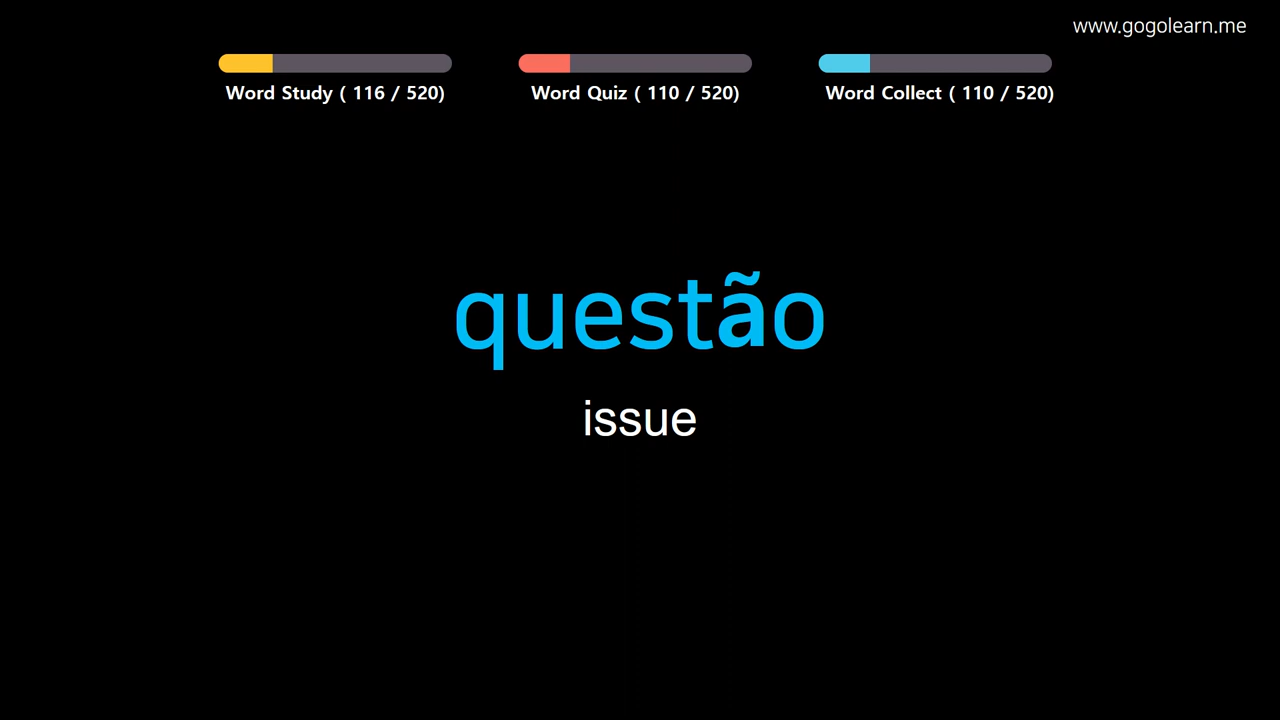 www.gogolearn.me
Word Study ( 116 / 520)
Word Quiz ( 110 / 520)
Word Collect ( 110 / 520)
questão
issue